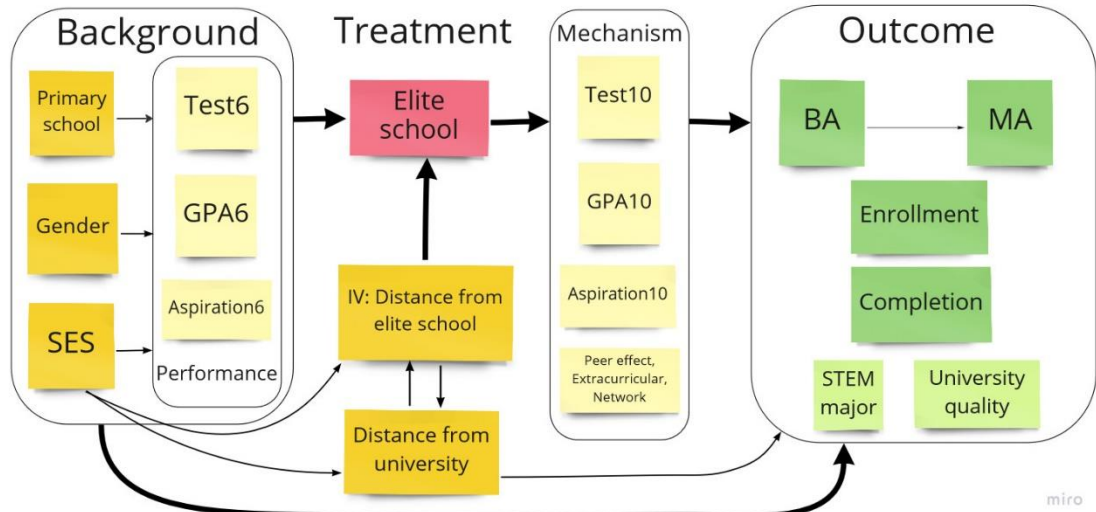 Background
Treatment
Mechanism
Outcome
Primary
school
Test6
Gender
GPA6
SES
Aspiration6
Performance
Elite
school
IV: Distance from
elite school
Distance from
university
Test10
GPA10
Aspiration10
Peer effect,
Extracurricular,
Network
BA
MA
Enrollment
Completion
STEM
major
University
quality
miro